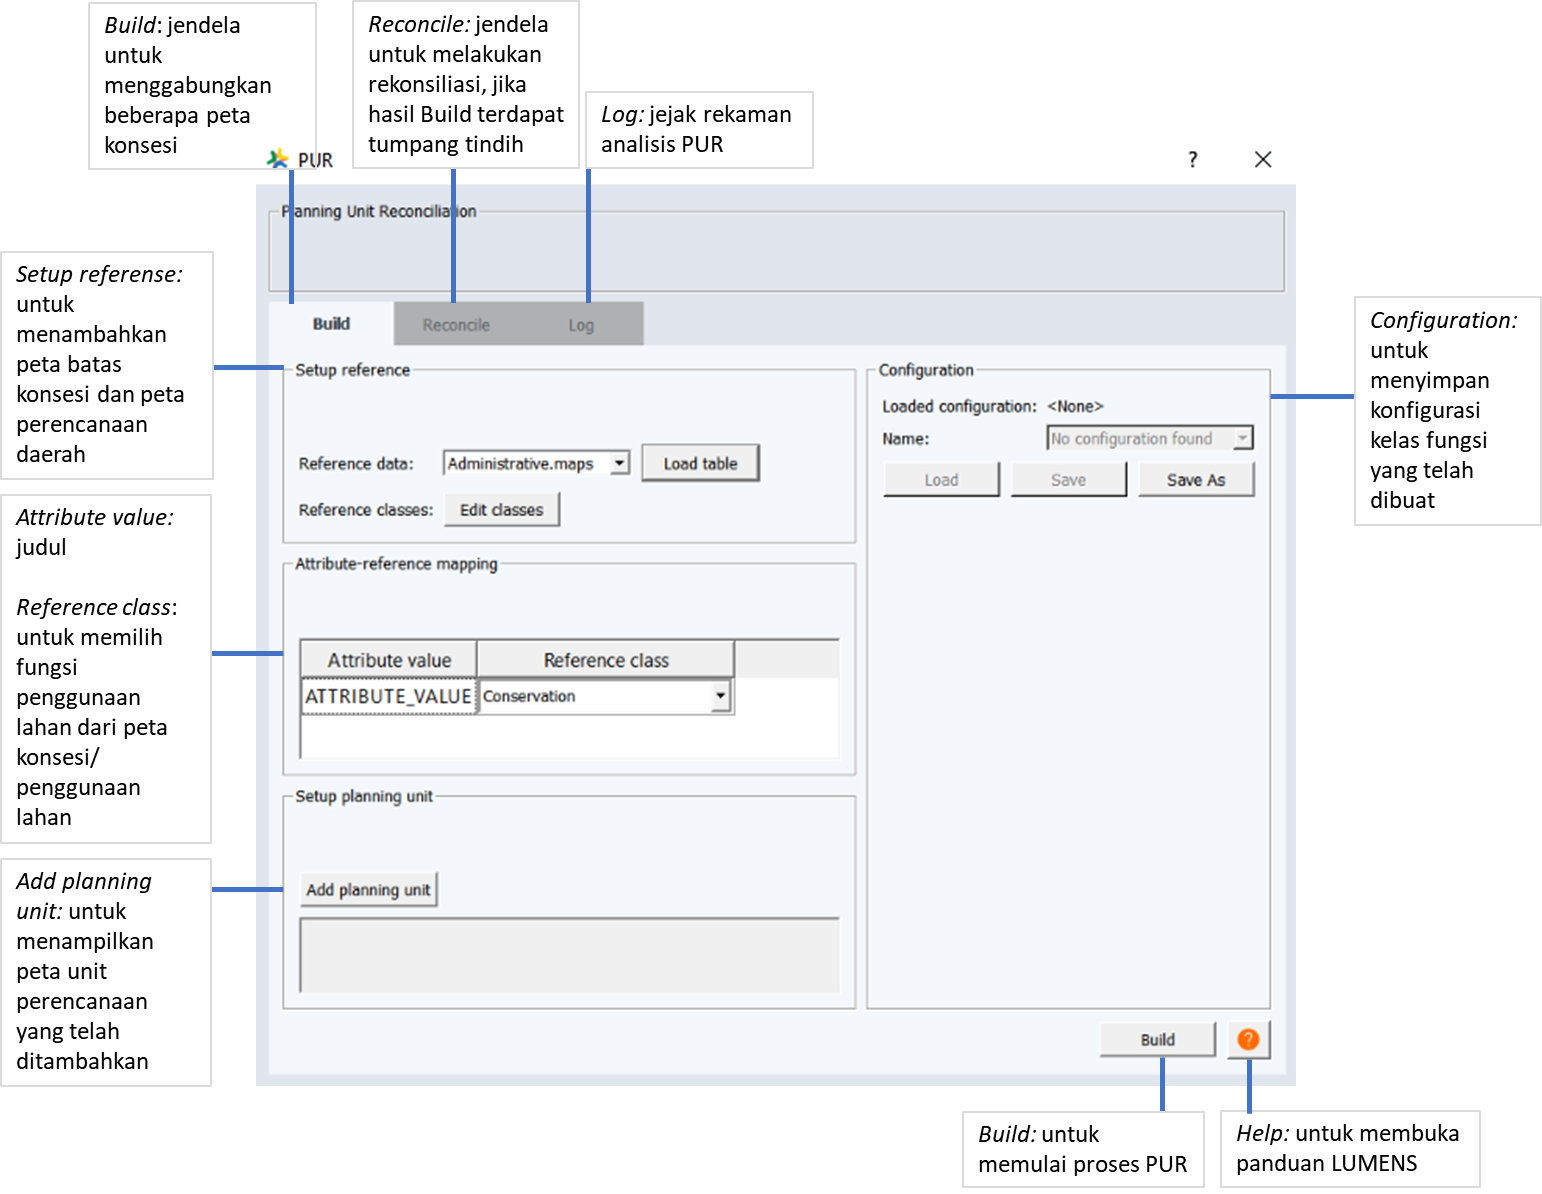 Build: jendela
untuk
menggabungkan
beberapa peta
konsesi
Reconcile: jendela
untuk melakukan
rekonsiliasi, jika
hasil Build terdapat
tumpang tindih
Log: jejak rekaman
analisis PUR
PUR
?
Planning Unit Reconciliation
Build
Reconcile
Log
Setup referense:
untuk
menambahkan
peta batas
konsesi dan peta
perencanaan
daerah
Setup reference
Reference data:
Administrative.maps
Load table
Reference classes:
Edit classes
Configuration
Loaded configuration: <None>
Name:
No configuration found
Load
Save
Save As
Configuration:
untuk
menyimpan
konfigurasi
kelas fungsi
yang telah
dibuat
Attribute value:
judul
Reference class:
untuk memilih
fungsi
penggunaan
lahan dari peta
konsesi/
penggunaan
lahan
Attribute-reference mapping
Attribute value
Reference class
ATTRIBUTE_VALUE
Conservation
Add planning
unit: untuk
menampilkan
peta unit
perencanaan
yang telah
ditambahkan
Setup planning unit
Add planning unit
Build
?
Build: untuk
memulai proses PUR
Help: untuk membuka
panduan LUMENS